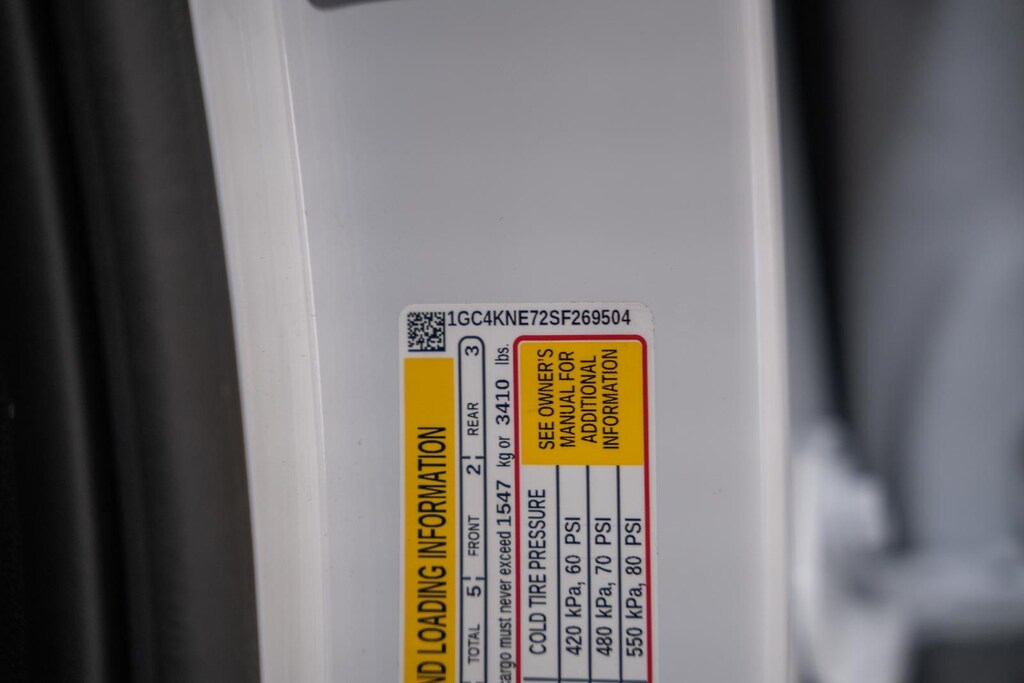 1GC4KNE72SF269504
ND LOADING INFORMATION
TOTAL 5 FRONT 2 REAR 3
cargo must never exceed 1547 kg or 3410 lbs.
COLD TIRE PRESSURE
420 kPa, 60 PSI
480 kPa, 70 PSI
550 kPa, 80 PSI
SEE OWNER'S
MANUAL FOR
ADDITIONAL
INFORMATION